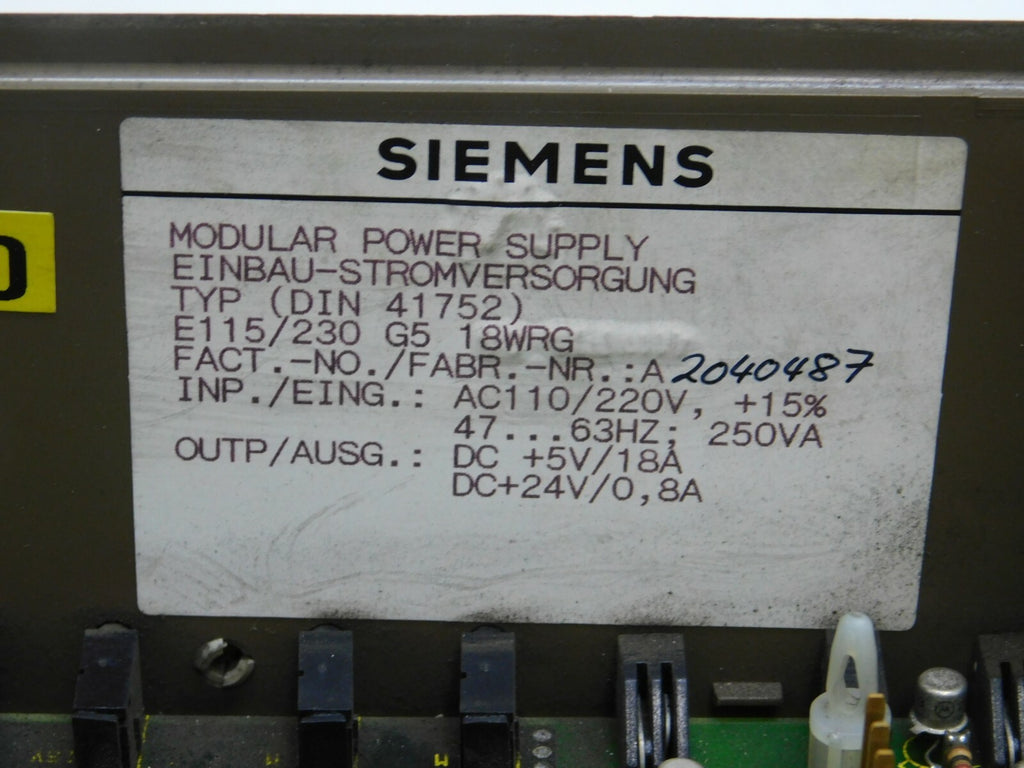 SIEMENS
MODULAR POWER SUPPLY
EINBAU-STROMVERSORGUNG
TYP (DIN 41752)
E115/230 G5 18WRG
FACT.-NO./FABR.-NR.:A 2040487
INP./EING.: AC110/220V, +15%
47...63HZ; 250VA
OUTP/AUSG.: DC +5V/18A
DC+24V/0,8A